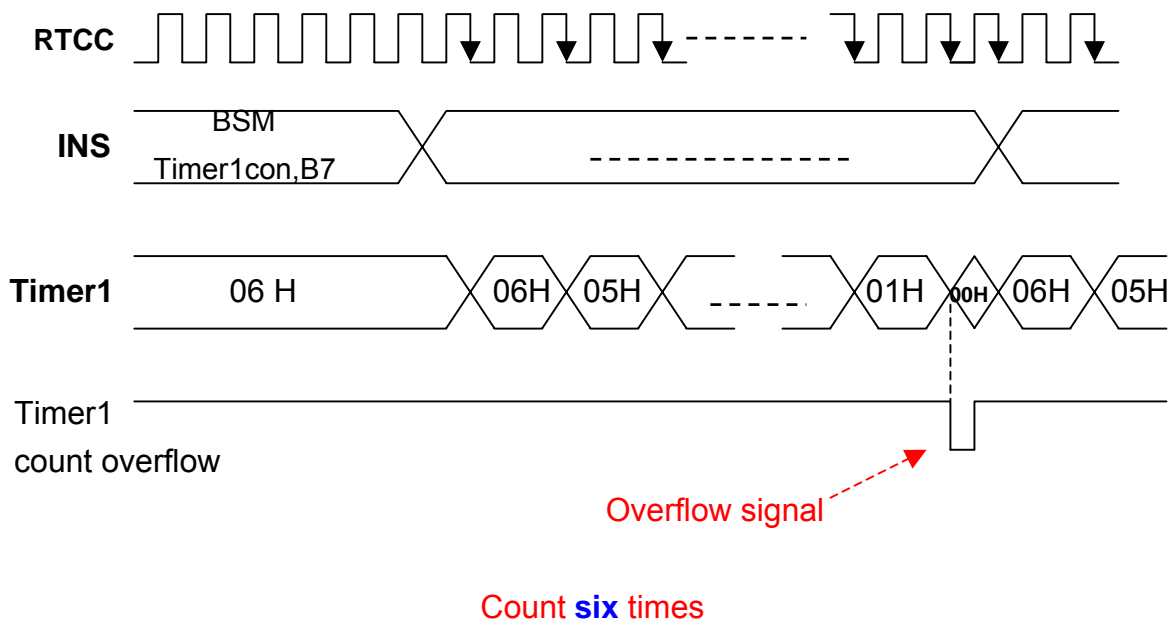 RTCC
INS
BSM
Timer1con,B7
Timer1
06 H
06H
05H
01H
00H
06H
05H
Timer1
count overflow
Overflow signal
Count six times